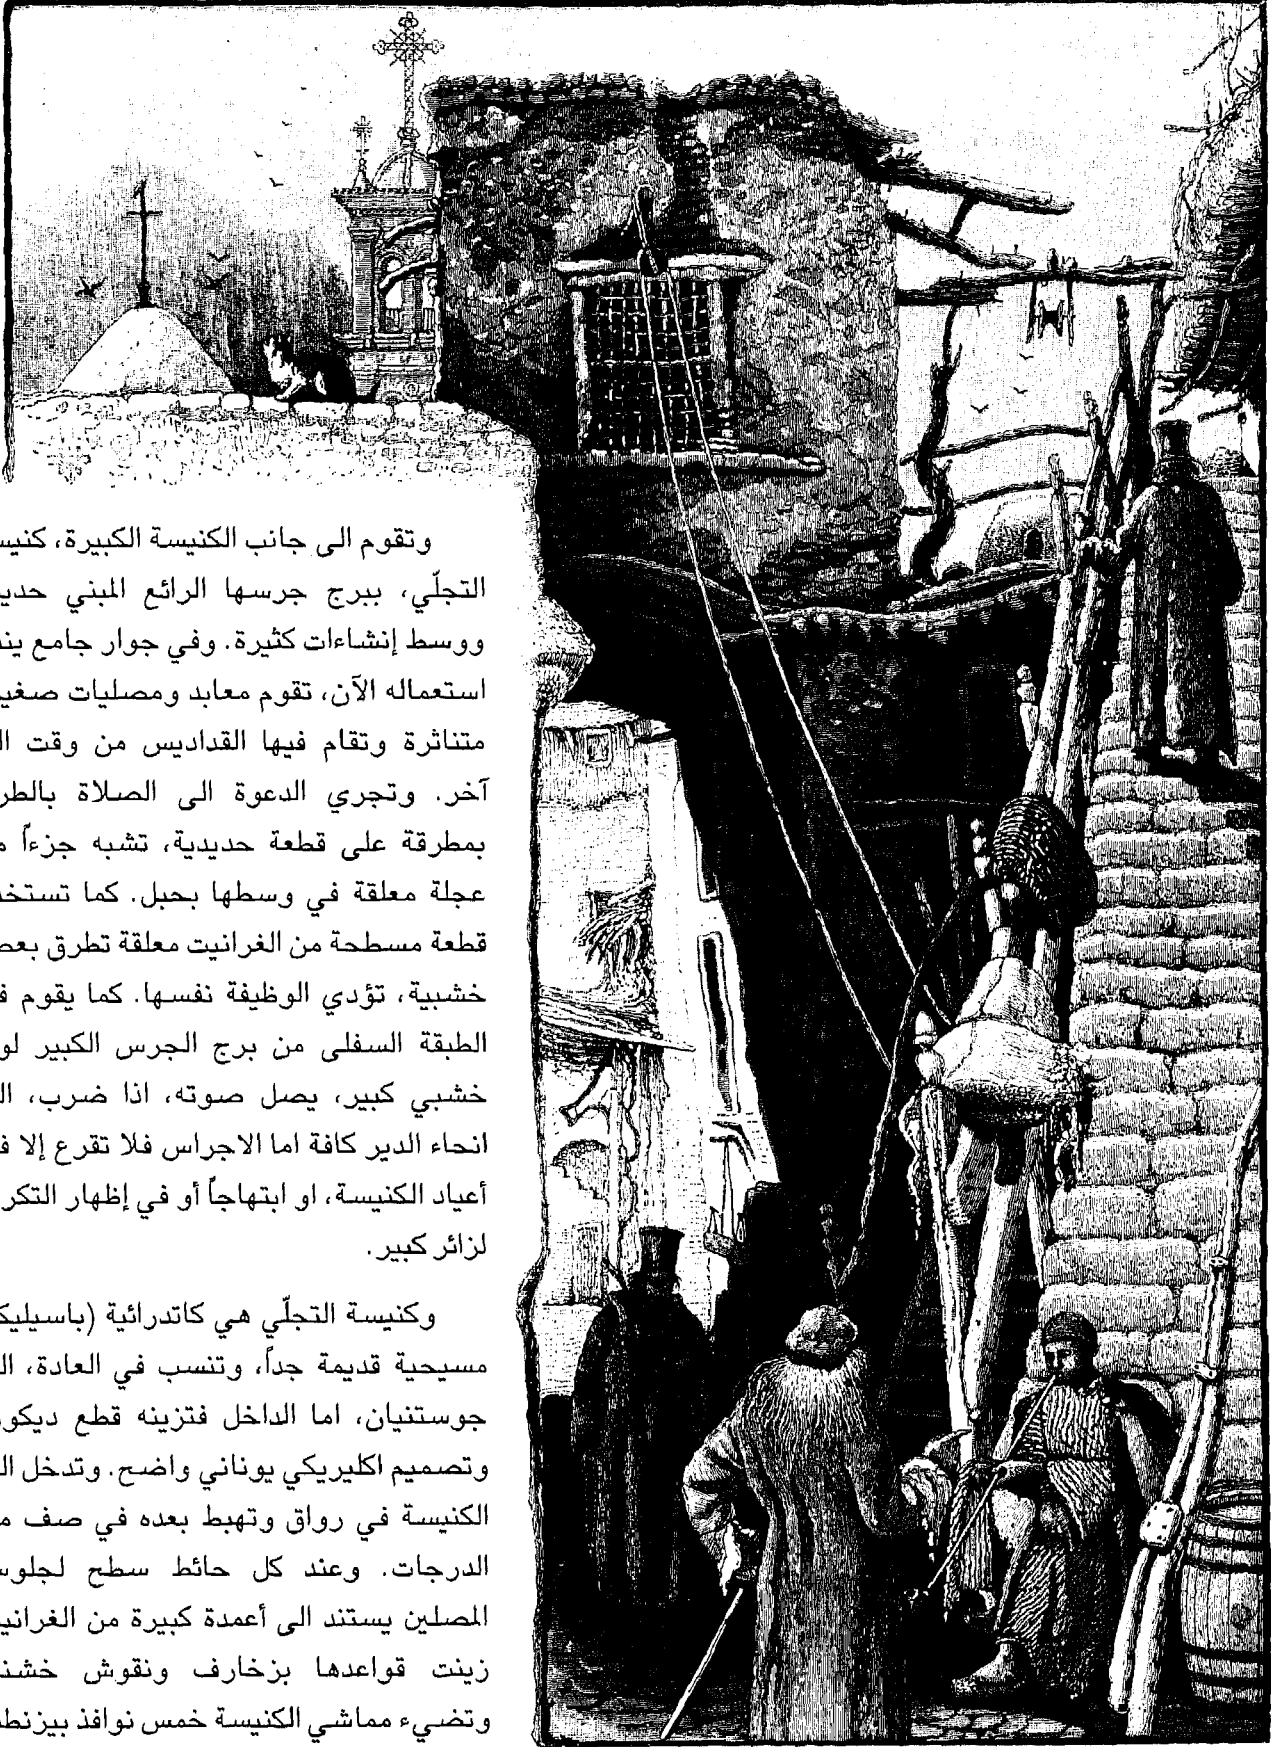 وتقوم الى جانب الكنيسة الكبيرة، كنيس
التجلّي، ببرج جرسها الرائع المبني حدي
ووسط إنشاءات كثيرة. وفي جوار جامع ين
استعماله الآن، تقوم معابد ومصليات صغي
متناثرة وتقام فيها القداديس من وقت ال
آخر. وتجري الدعوة الى الصلاة بالطر
بمطرقة على قطعة حديدية، تشبه جزءاً م
عجلة معلقة في وسطها بحبل. كما تستخ
قطعة مسطحة من الغرانيت معلقة تطرق بعص
خشبية، تؤدي الوظيفة نفسها. كما يقوم ف
الطبقة السفلى من برج الجرس الكبير لو
خشبي كبير، يصل صوته، اذا ضرب، ال
انحاء الدير كافة اما الاجراس فلا تقرع إلا ف
أعياد الكنيسة، او ابتهاجاً أو في إظهار التكر
لزائر كبير.
وكنيسة التجلّي هي كاتدرائية (باسيليك
مسيحية قديمة جداً، وتنسب في العادة، ال
جوستنيان، اما الداخل فتزينه قطع ديكو
وتصميم اكليريكي يوناني واضح. وتدخل ال
الكنيسة في رواق وتهبط بعده في صف م
الدرجات. وعند كل حائط سطح لجلوس
المصلين يستند الى أعمدة كبيرة من الغراني
زينت قواعدها بزخارف ونقوش خشن
وتضيء مماشي الكنيسة خمس نوافذ بيزنط